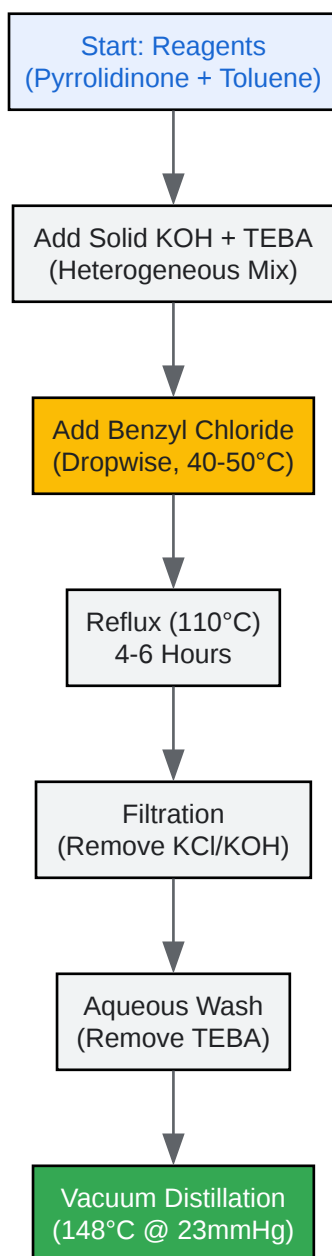 Start: Reagents
(Pyrrolidinone + Toluene)
Add Solid KOH + TEBA
(Heterogeneous Mix)
Add Benzyl Chloride
(Dropwise, 40-50°C)
Reflux (110°C)
4-6 Hours
Filtration
(Remove KCl/KOH)
Aqueous Wash
(Remove TEBA)
Vacuum Distillation
(148°C @ 23mmHg)